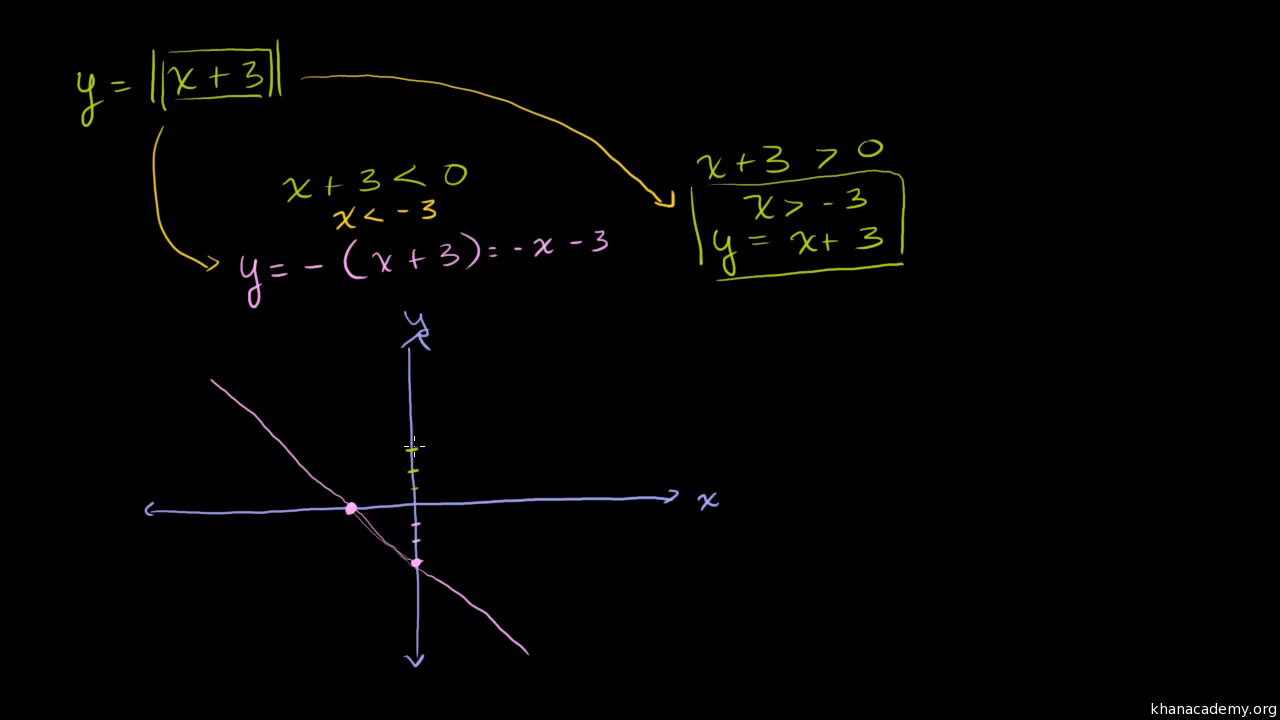 y = |x + 3|
x + 3 > 0
x + 3 < 0
x > - 3
x < - 3
y = x + 3
y = - (x + 3) = - x - 3
y
x
khanacademy.org